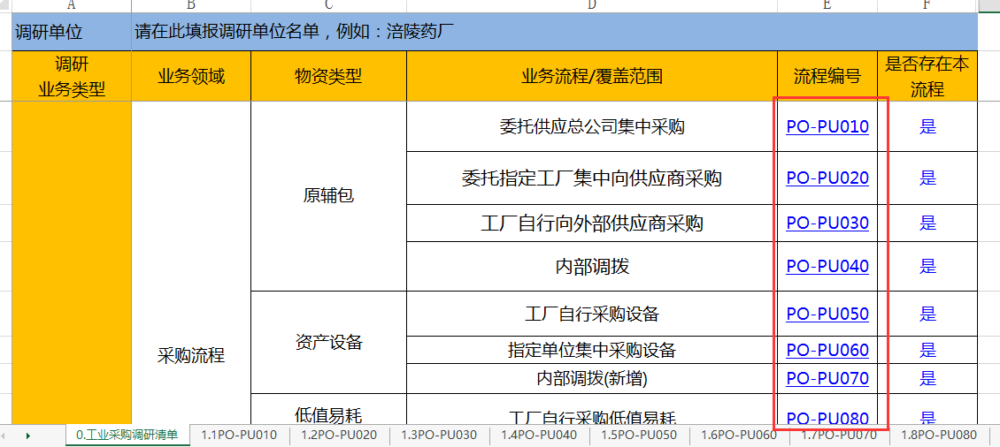 A B C D E F
调研单位 请在此填报调研单位名单，例如：涪陵药厂
调研
业务类型
业务领域 物资类型 业务流程/覆盖范围 流程编号
是否存在本
流程
委托供应总公司集中采购 PO-PU010 是
委托指定工厂集中向供应商采购 PO-PU020 是
原辅包
工厂自行向外部供应商采购 PO-PU030 是
内部调拨 PO-PU040 是
工厂自行采购设备 PO-PU050 是
资产设备
指定单位集中采购设备 PO-PU060 是
采购流程
内部调拨(新增) PO-PU070 是
低值易耗
工厂自行采购低值易耗 PO-PU080 是
0.工业采购调研清单 1.1PO-PU010 1.2PO-PU020 1.3PO-PU030 1.4PO-PU040 1.5PO-PU050 1.6PO-PU060 1.7PO-PU070 1.8PO-PU080